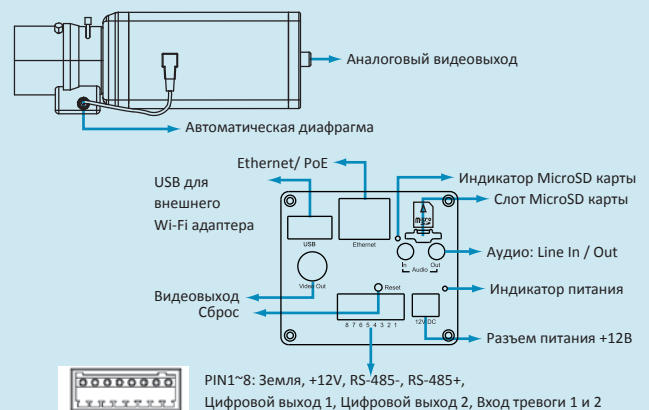 Аналоговый видеовыход
Автоматическая диафрагма
Ethernet/ PoE
USB для
внешнего
Wi-Fi адаптера
Индикатор MicroSD карты
Слот MicroSD карты
USB
Ethernet
Аудио: Line In / Out
In Out
Audio
Video Out
Видеовыход
Сброс
Reset
Индикатор питания
8 7 6 5 4 3 2 1
12V DC
Разъем питания +12В
PIN1~8: Земля, +12V, RS-485-, RS-485+,
Цифровой выход 1, Цифровой выход 2, Вход тревоги 1 и 2